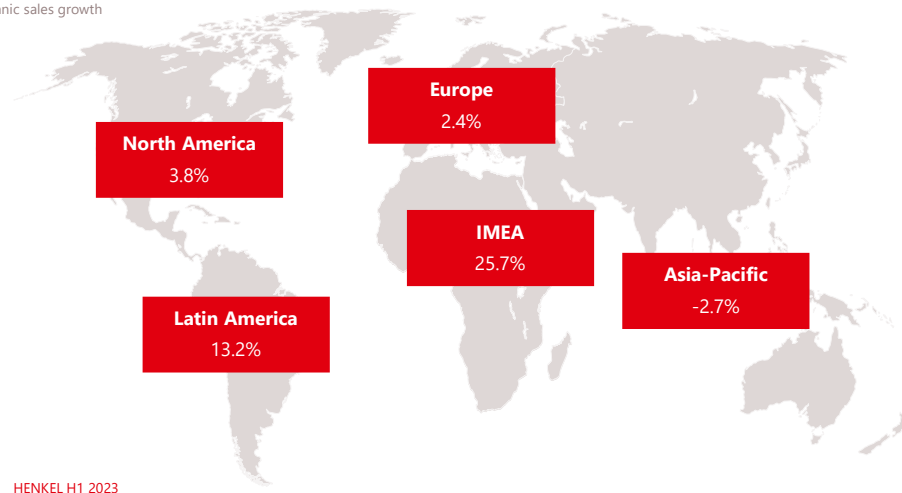 sales growth
Europe
2.4%
North America
3.8%
IMEA
25.7%
Asia-Pacific
-2.7%
Latin America
13.2%
HENKEL H1 2023